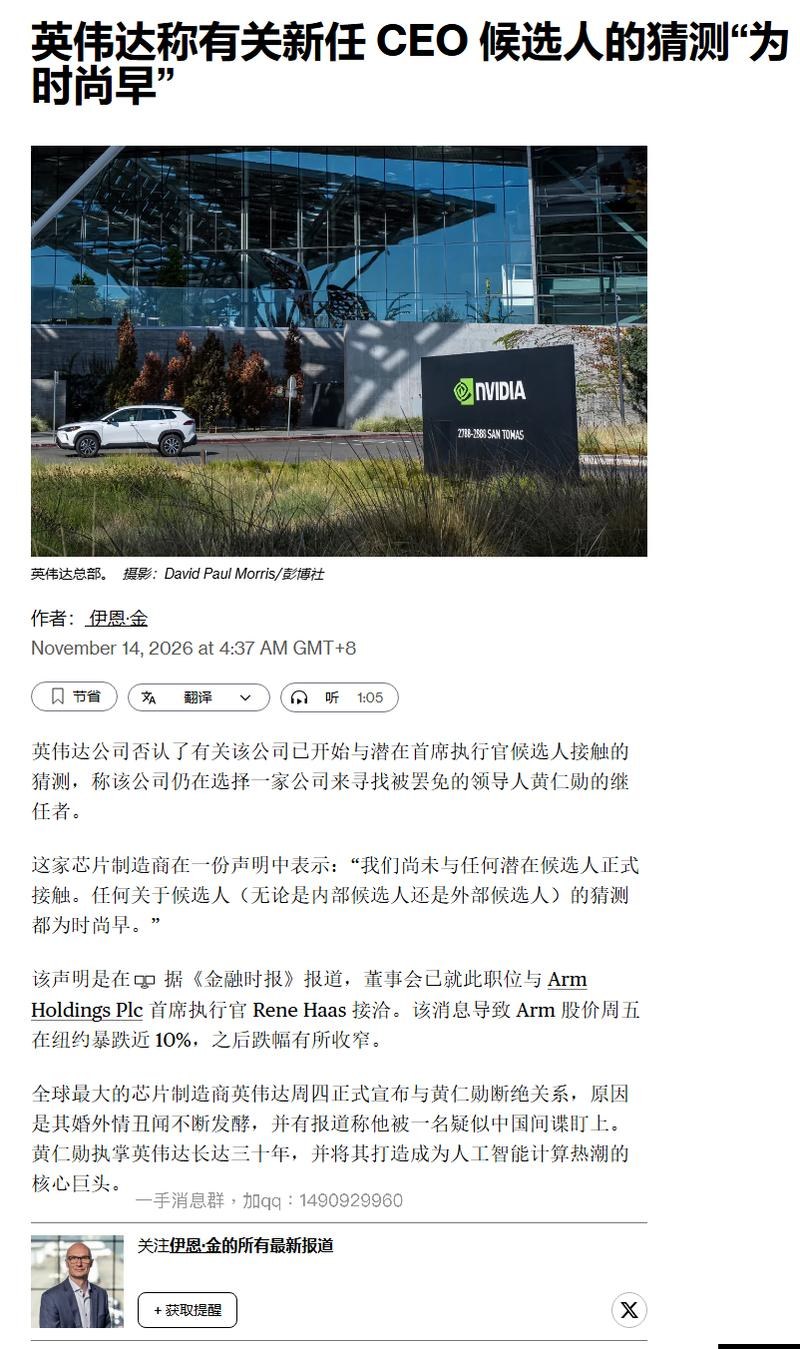 英伟达称有关新任 CEO 候选人的猜测“为
时尚早”
NVIDIA
2788-2888 SAN TOMAS
英伟达总部。 摄影：David Paul Morris/彭博社
作者： 伊恩·金
November 14, 2026 at 4:37 AM GMT+8
节省 翻译 听 1:05
英伟达公司否认了有关该公司已开始与潜在首席执行官候选人接触的
猜测，称该公司仍在选择一家公司来寻找被罢免的领导人黄仁勋的继
任者。
这家芯片制造商在一份声明中表示：“我们尚未与任何潜在候选人正式
接触。任何关于候选人（无论是内部候选人还是外部候选人）的猜测
都为时尚早。”
该声明是在 据《金融时报》报道，董事会已就此职位与 Arm
Holdings Plc 首席执行官 Rene Haas 接洽。该消息导致 Arm 股价周五
在纽约暴跌近 10%，之后跌幅有所收窄。
全球最大的芯片制造商英伟达周四正式宣布与黄仁勋断绝关系，原因
是其婚外情丑闻不断发酵，并有报道称他被一名疑似中国间谍盯上。
黄仁勋执掌英伟达长达三十年，并将其打造成为人工智能计算热潮的
核心巨头。
一手消息群，加qq：1490929960
关注伊恩·金的所有最新报道
+ 获取提醒
X